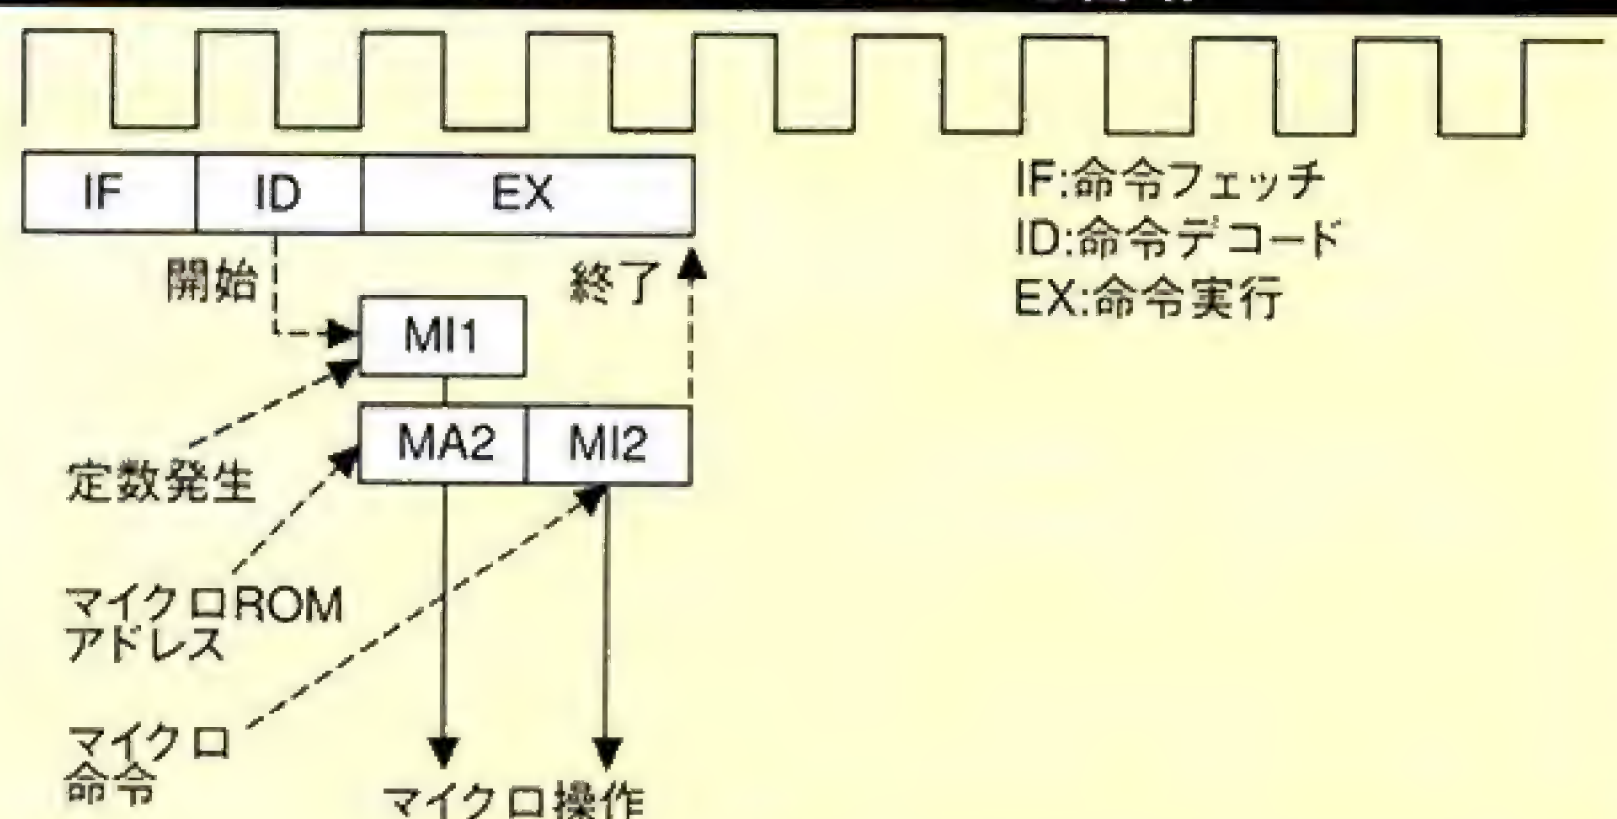 IF
ID
EX
IF:命令フェッチ
ID:命令デコード
EX:命令実行
開始
終了
MI1
MA2
MI2
定数発生
マイクロROM
アドレス
マイクロ
命令
マイクロ操作